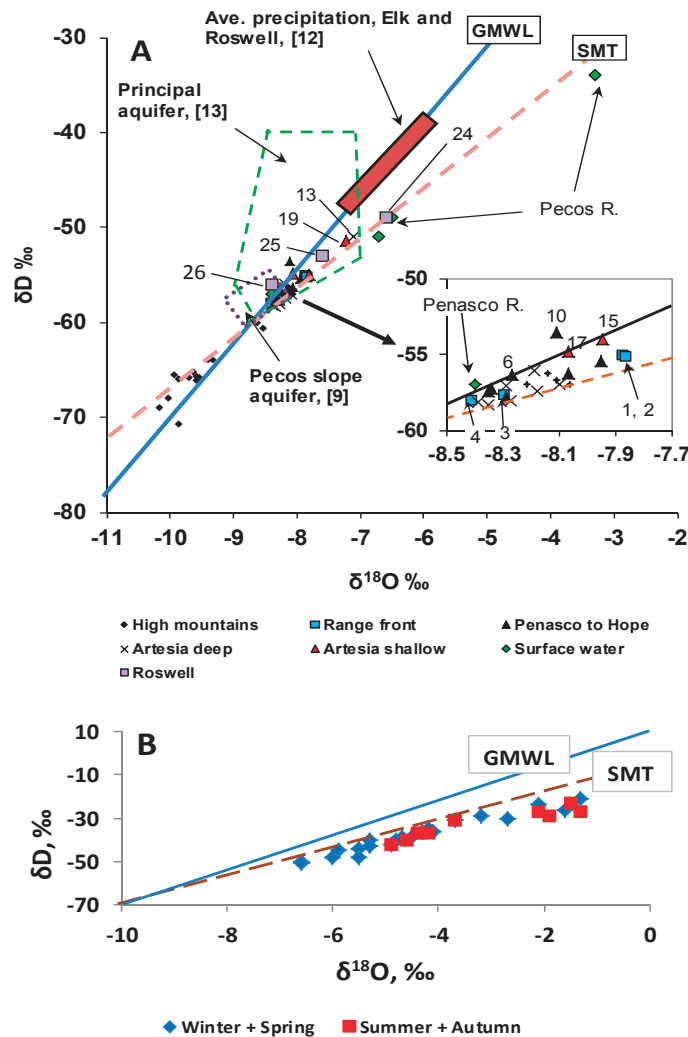 Ave. precipitation, Elk and
Roswell, [12]
GMWL
SMT
A
Principal
aquifer, [13]
24
13
19
25
26
Pecos R.
Pecos slope
aquifer, [9]
-30
-40
-50
-60
-70
-80
δD ‰
-11 -10 -9 -8 -7 -6 -5 -4 -3 -2
δ18O ‰
-50
-55
-60
Penasco R.
10
15
17
6
1, 2
4
3
-8.5 -8.3 -8.1 -7.9 -7.7
High mountains Range front Penasco to Hope
Artesia deep Artesia shallow Surface water
Roswell
B
GMWL
SMT
10
-10
-30
-50
-70
δD, ‰
-10 -8 -6 -4 -2 0
δ18O, ‰
Winter + Spring Summer + Autumn